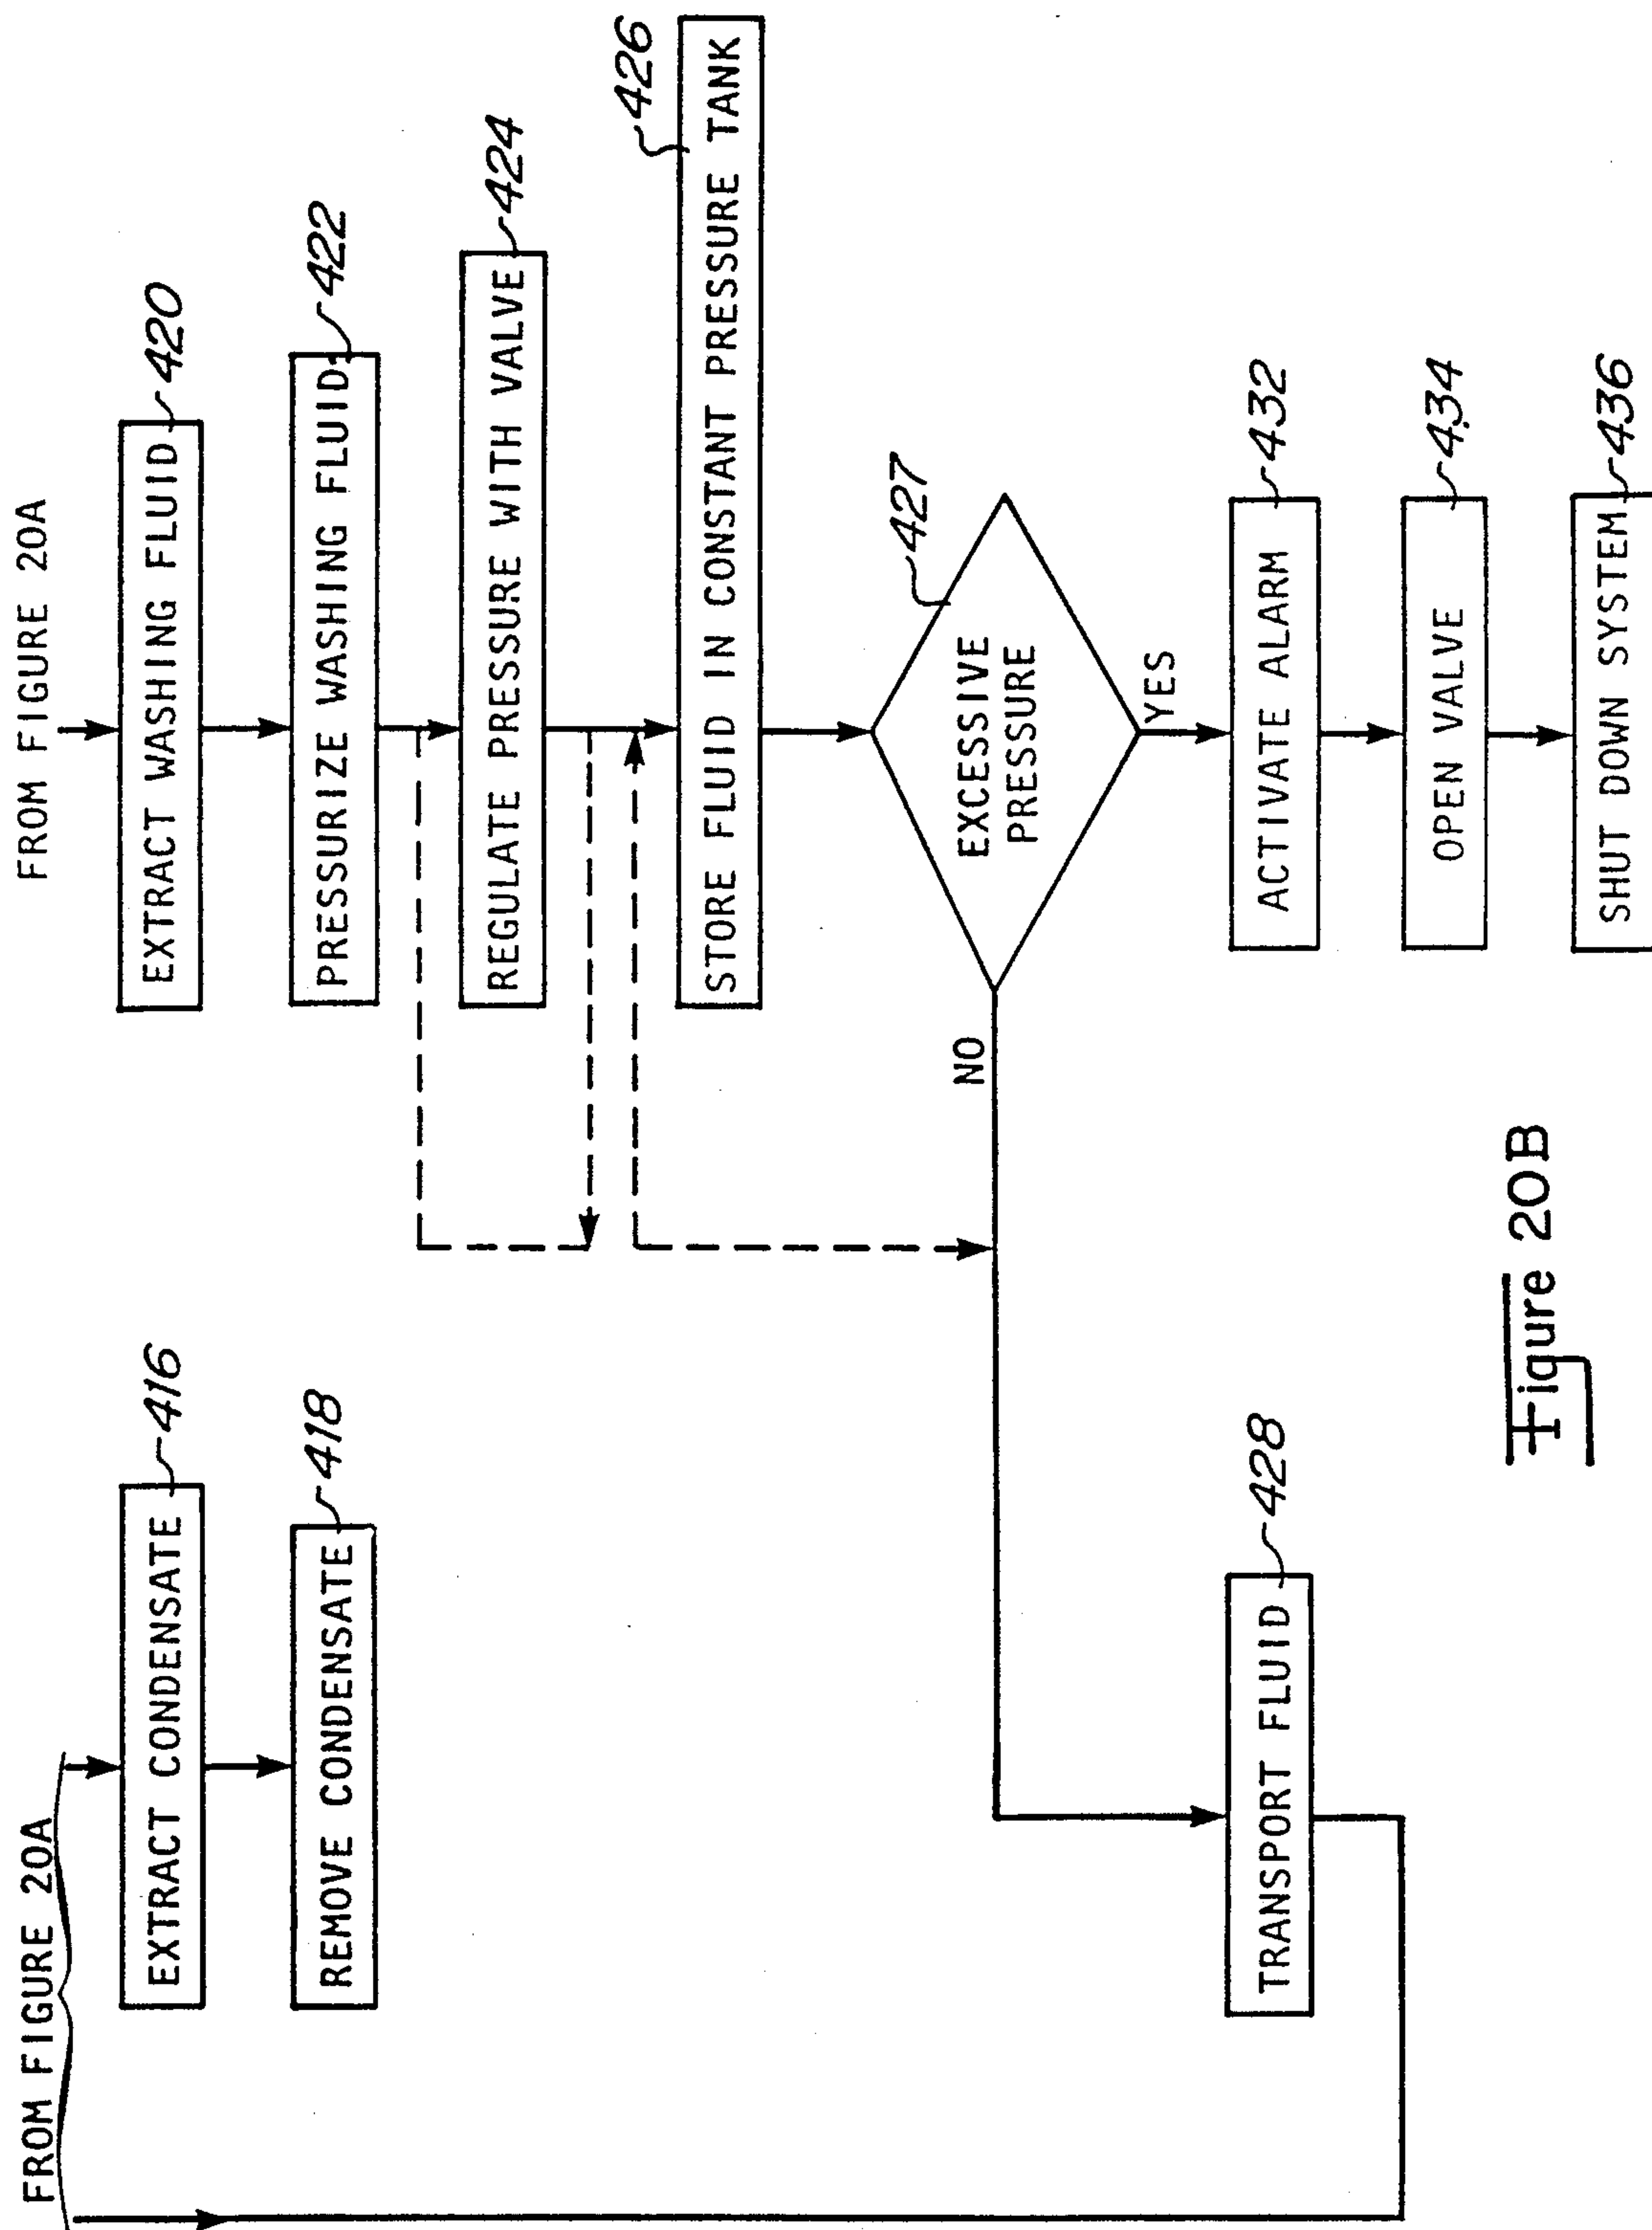 FROM FIGURE 20A
EXTRACT CONDENSATE
416
REMOVE CONDENSATE
418
FROM FIGURE 20A
EXTRACT WASHING FLUID
420
PRESSURIZE WASHING FLUID
422
REGULATE PRESSURE WITH VALVE
424
STORE FLUID IN CONSTANT PRESSURE TANK
426
EXCESSIVE
PRESSURE
427
NO
YES
TRANSPORT FLUID
428
ACTIVATE ALARM
432
OPEN VALVE
434
SHUT DOWN SYSTEM
436
Figure 20B